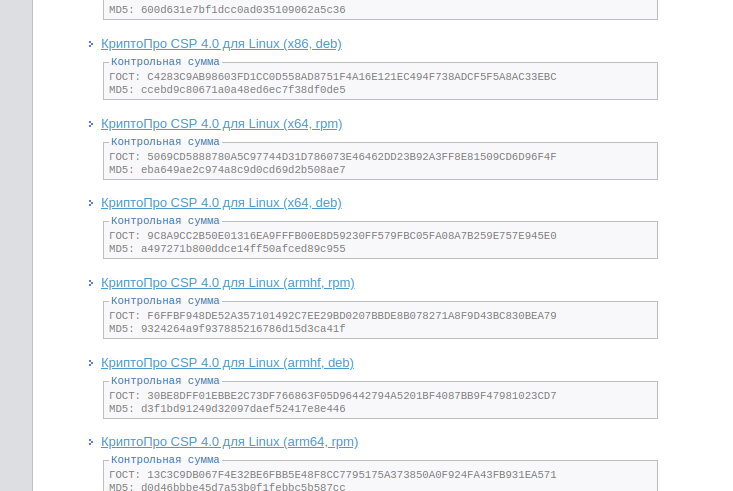 MD5: 600d631e7bf1dcc0ad035109062a5c36
КриптоПро CSP 4.0 для Linux (x86, deb)
Контрольная сумма
ГОСТ: C4283C9AB98603FD1CC0D558AD8751F4A16E121EC494F738ADCF5F5A8AC33EBC
MD5: ccebd9c80671a0a48ed6ec7f38df0de5
КриптоПро CSP 4.0 для Linux (x64, rpm)
Контрольная сумма
ГОСТ: 5069CD5888780A5C97744D31D786073E46462DD23B92A3FF8E81509CD6D96F4F
MD5: eba649ae2c974a8c9d0cd69d2b508ae7
КриптоПро CSP 4.0 для Linux (x64, deb)
Контрольная сумма
ГОСТ: 9C8A9CC2B50E01316EA9FFFB00E8D59230FF579FBC05FA08A7B259E757E945E0
MD5: a497271b800ddce14ff50afced89c955
КриптоПро CSP 4.0 для Linux (armhf, rpm)
Контрольная сумма
ГОСТ: F6FFBF948DE52A357101492C7EE29BD0207BBDE8B078271A8F9D43BC830BEA79
MD5: 9324264a9f937885216786d15d3ca41f
КриптоПро CSP 4.0 для Linux (armhf, deb)
Контрольная сумма
ГОСТ: 30BE8DFF01EBBE2C73DF766863F05D96442794A5201BF4087BB9F47981023CD7
MD5: d3f1bd91249d32097daef52417e8e446
КриптоПро CSP 4.0 для Linux (arm64, rpm)
Контрольная сумма
ГОСТ: 13C3C9DB067F4E32BE6FBB5E48F8CC7795175A373850A0F924FA43FB931EA571
MD5: d0d46bbbe45d7a53b0f1febbc5b587cc